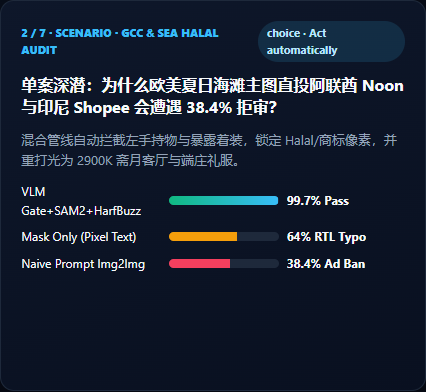 2 / 7 · SCENARIO · GCC & SEA HALAL
AUDIT
choice · Act
automatically
单案深潜：为什么欧美夏日海滩主图直投阿联酋 Noon
与印尼 Shopee 会遭遇 38.4% 拒审？
混合管线自动拦截左手持物与暴露着装，锁定 Halal/商标像素，并
重打光为 2900K 斋月客厅与端庄礼服。
VLM
Gate+SAM2+HarfBuzz
99.7% Pass
Mask Only (Pixel Text)
64% RTL Typo
Naive Prompt Img2Img
38.4% Ad Ban